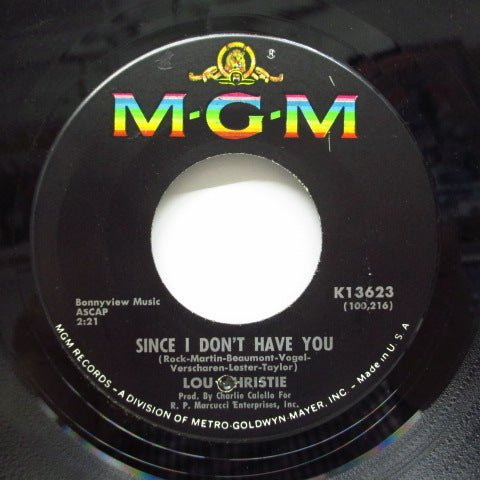 M·G·M
Bonnyview Music
ASCAP
2:21
K13623
(100,216)
SINCE I DON'T HAVE YOU
(Rock-Martin-Beaumont-Vogel-
Verscharen-Lester-Taylor)
LOU CHRISTIE
Prod. By Charlie Calello For
R. P. Marcucci Enterprises, Inc.
MGM RECORDS – A DIVISION OF METRO-GOLDWYN-MAYER, INC. – Made in U. S. A